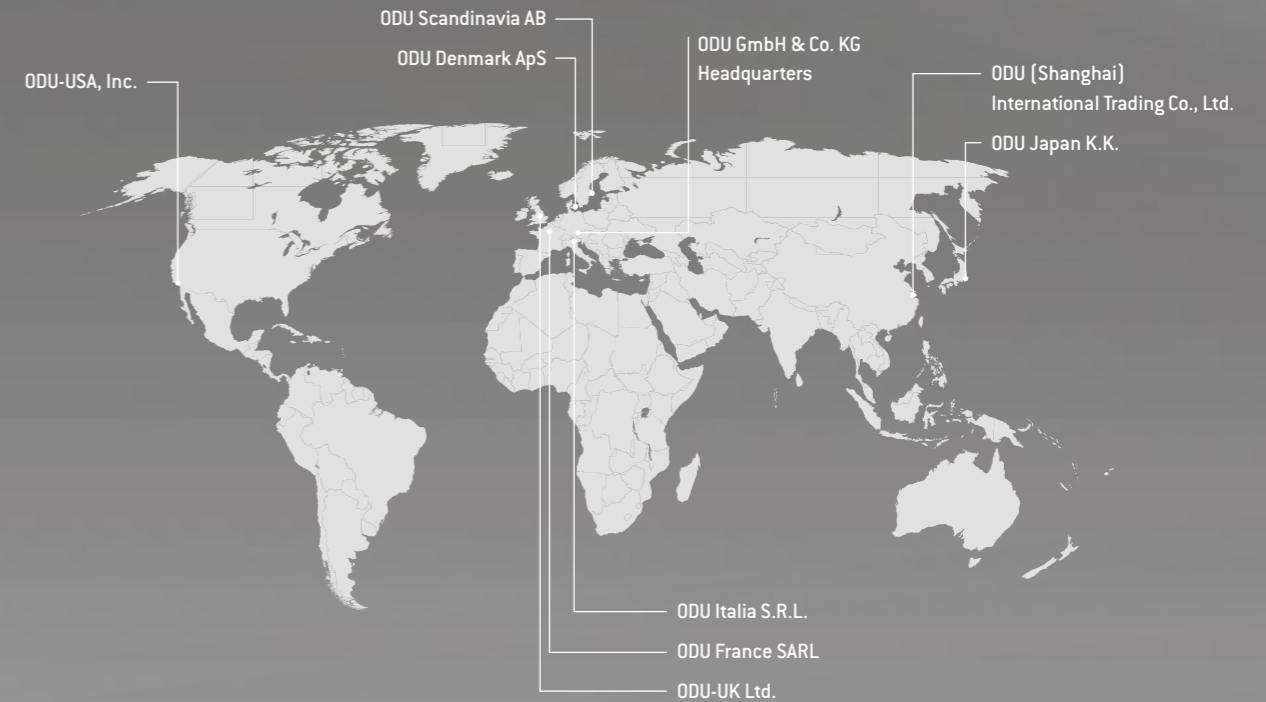 ODU Scandinavia AB
ODU Denmark ApS
ODU GmbH & Co. KG
Headquarters
ODU-USA, Inc.
ODU (Shanghai)
International Trading Co., Ltd.
ODU Japan K.K.
ODU Italia S.R.L.
ODU France SARL
ODU-UK Ltd.